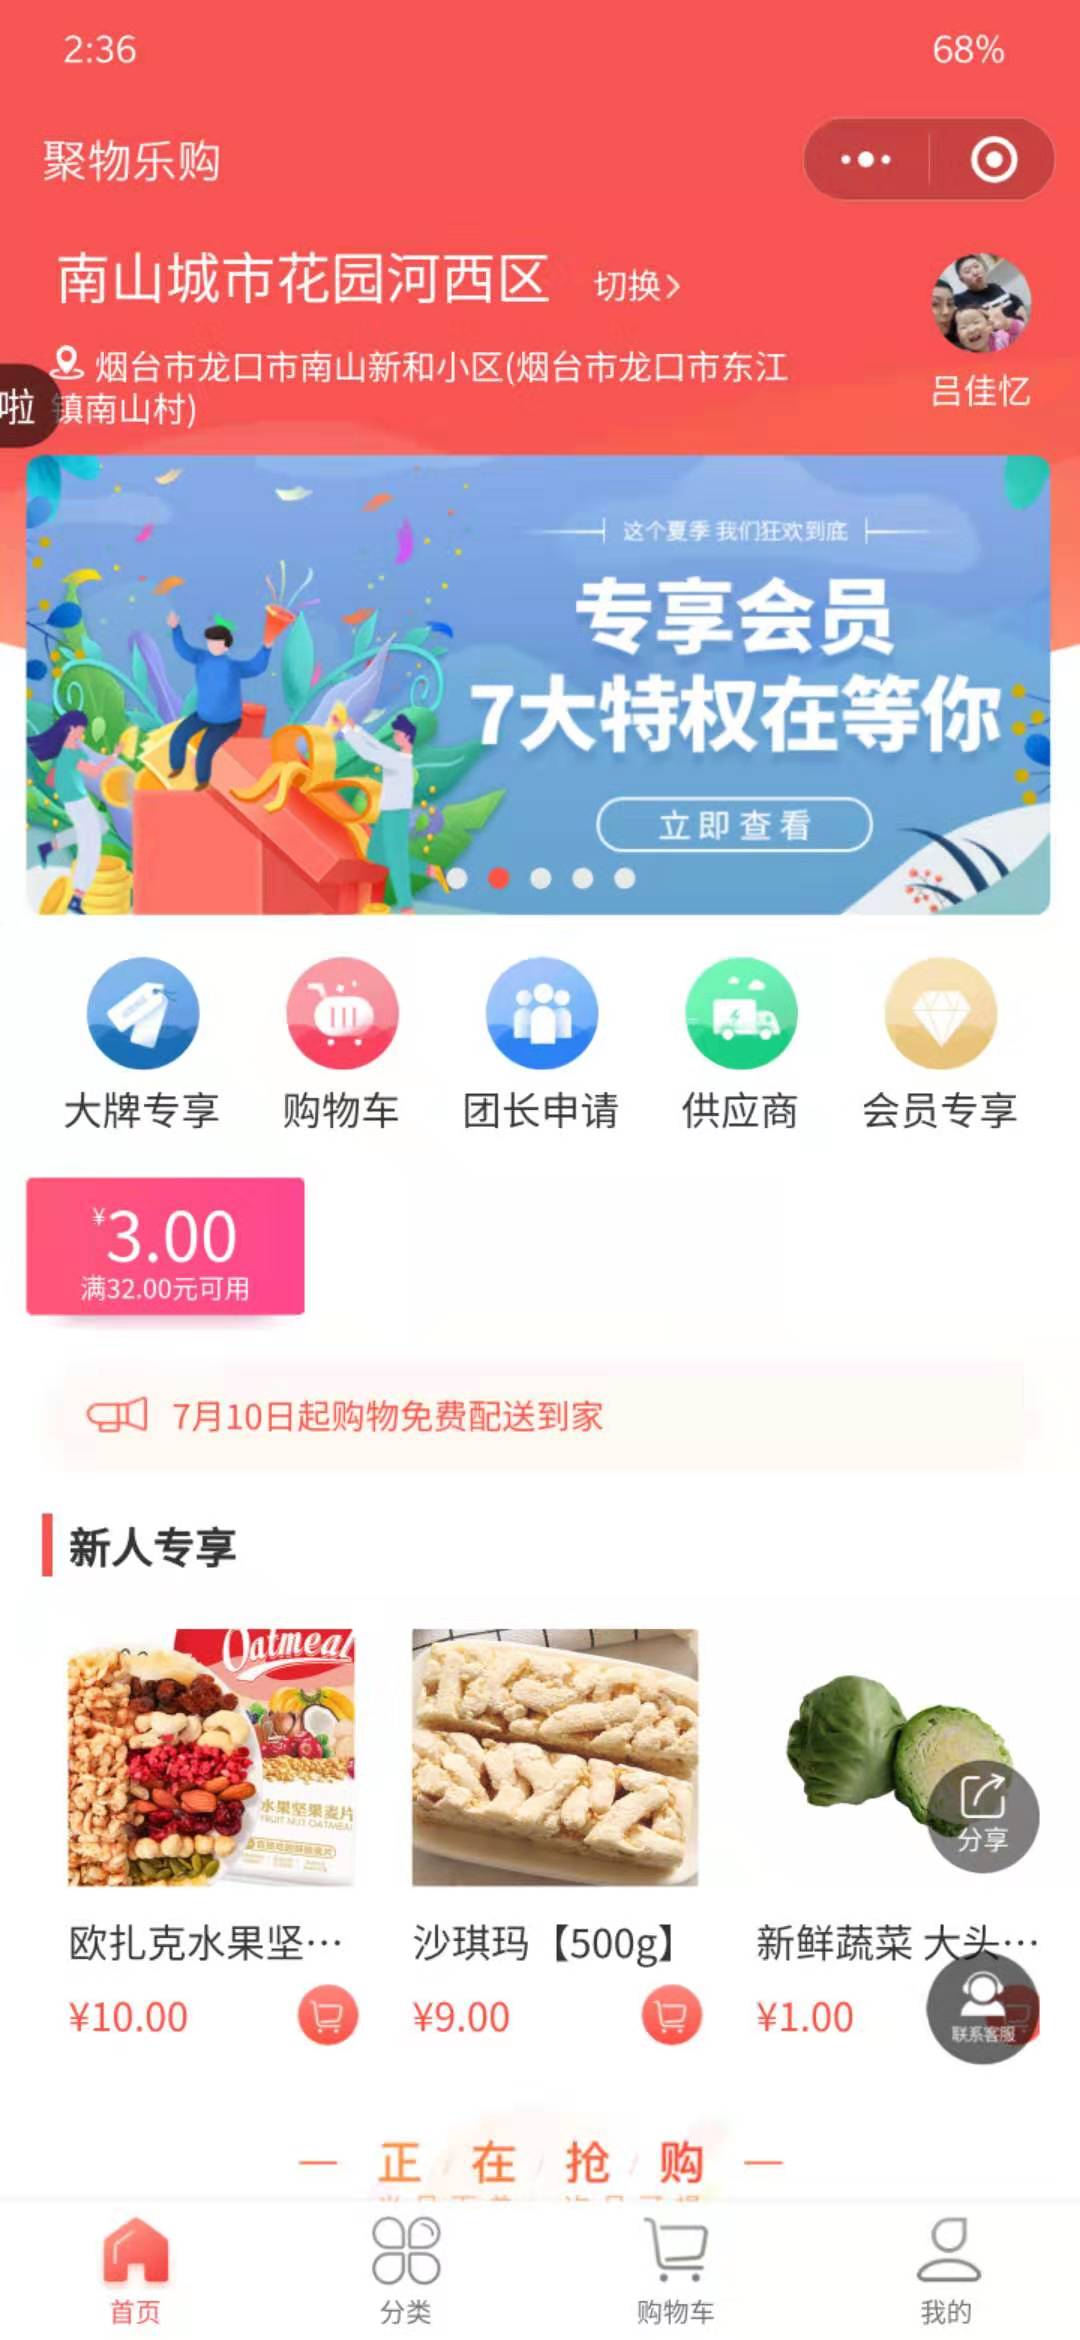 2:36
68%
聚物乐购
南山城市花园河西区
切换
烟台市龙口市南山新和小区(烟台市龙口市东江
镇南山村)
啦
吕佳忆
这个夏季 我们狂欢到底
专享会员
7大特权在等你
立即查看
大牌专享
购物车
团长申请
供应商
会员专享
¥3.00
满32.00元可用
7月10日起购物免费配送到家
新人专享
Oatmeal
水果坚果麦片
FRUIT NUT OATMEAL
分享
欧扎克水果坚…
沙琪玛【500g】
新鲜蔬菜 大头…
¥10.00
¥9.00
¥1.00
联系客服
正在抢购
首页
分类
购物车
我的